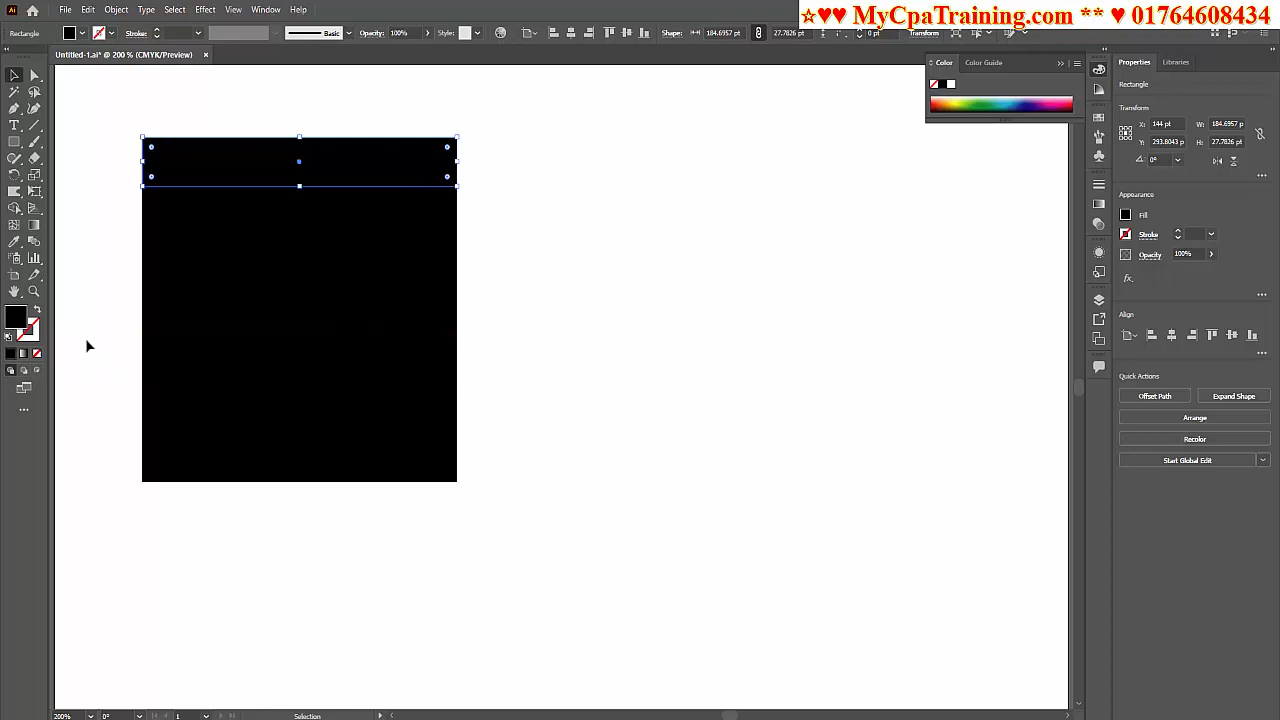 ☆♥♥ MyCpaTraining.com ** ♥ 01764608434
Ai File Edit Object Type Select Effect View Window Help
Rectangle Stroke: Basic Opacity: 100% Style: Shape: 184.6957 pt 27.7826 pt 0 pt Transform
Untitled-1.ai* @ 200 % (CMYK/Preview) ×
Color Color Guide
Properties Libraries
Rectangle
Transform
X: 144 pt W: 184.6957 p
Y: 293.8043 p H: 27.7826 pt
0°
Appearance
Fill
Stroke
Opacity 100%
fx.
Align
Quick Actions
Offset Path Expand Shape
Arrange
Recolor
Start Global Edit
200% 0° 1 Selection